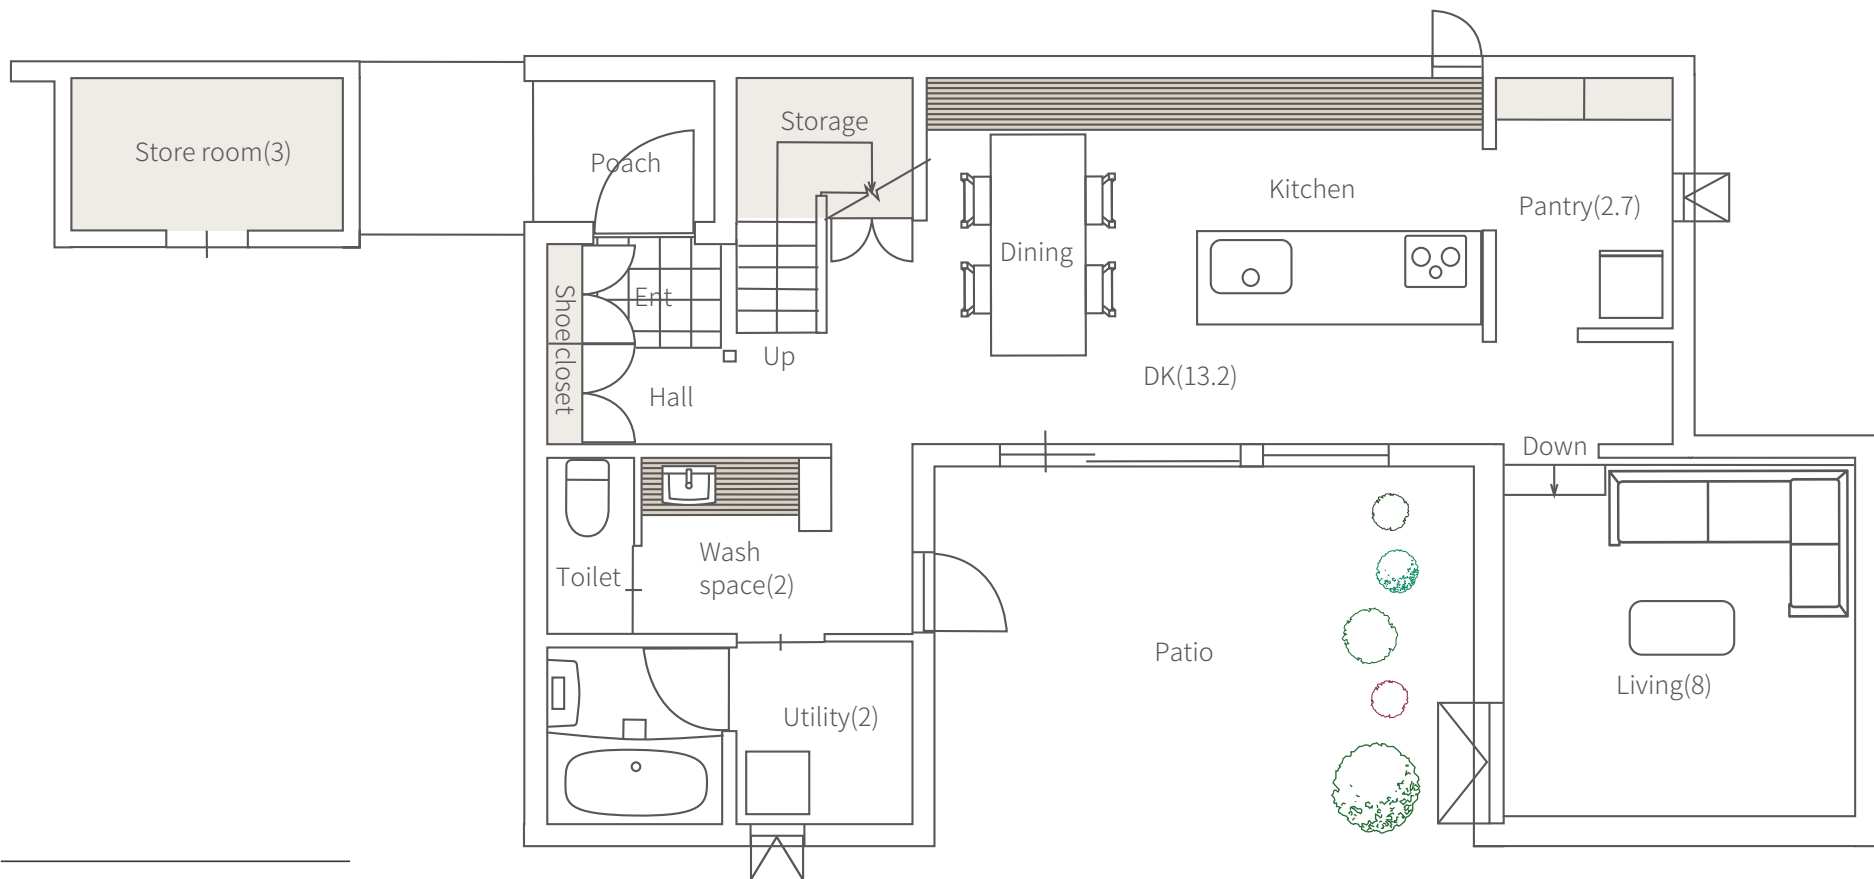 Storage
Store room(3)
Poach
Kitchen
Pantry(2.7)
Dining
Ent
Shoe closet
Up
DK(13.2)
Hall
Down
Wash
space(2)
Toilet
Patio
Living(8)
Utility(2)